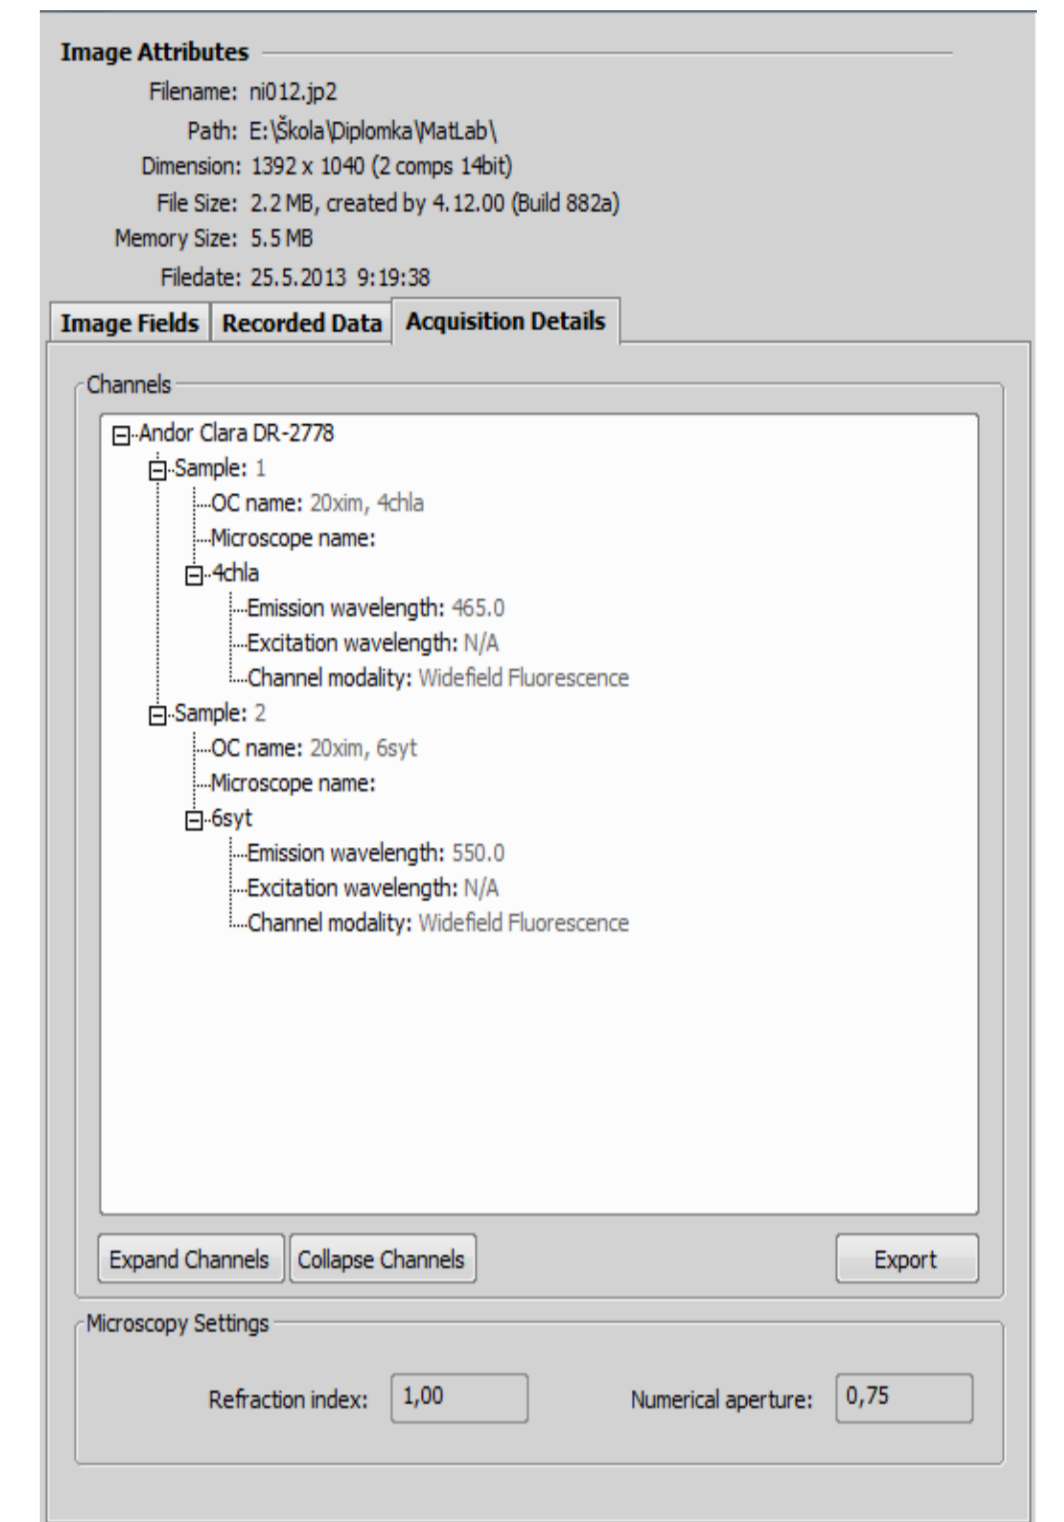 Image Attributes
Filename: ni012.jp2
Path: E:\Škola\Diplomka\MatLab\
Dimension: 1392 x 1040 (2 comps 14bit)
File Size: 2.2 MB, created by 4.12.00 (Build 882a)
Memory Size: 5.5 MB
Filedate: 25.5.2013 9:19:38
Image Fields Recorded Data Acquisition Details
Channels
Andor Clara DR-2778
Sample: 1
OC name: 20xim, 4chla
Microscope name:
4chla
Emission wavelength: 465.0
Excitation wavelength: N/A
Channel modality: Widefield Fluorescence
Sample: 2
OC name: 20xim, 6syt
Microscope name:
6syt
Emission wavelength: 550.0
Excitation wavelength: N/A
Channel modality: Widefield Fluorescence
Expand Channels Collapse Channels Export
Microscopy Settings
Refraction index: 1,00 Numerical aperture: 0,75